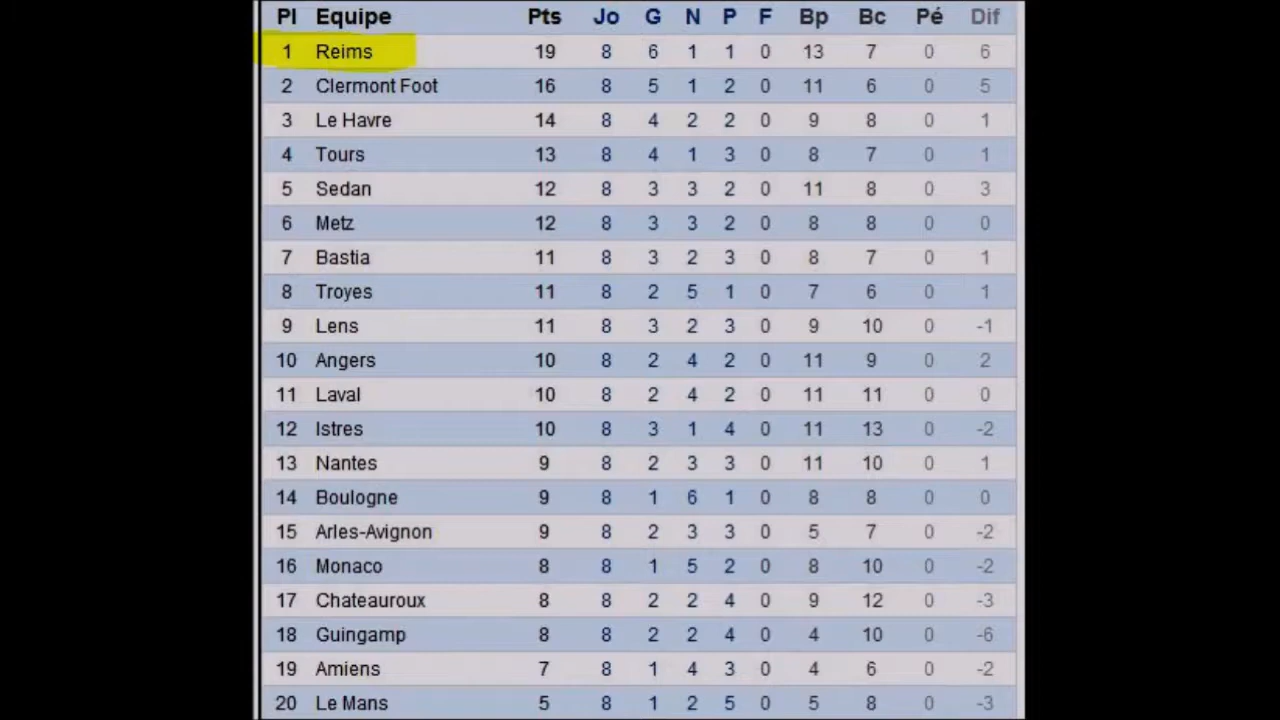 Pl Equipe Pts Jo G N P F Bp Bc Pé Dif
1 Reims 19 8 6 1 1 0 13 7 0 6
2 Clermont Foot 16 8 5 1 2 0 11 6 0 5
3 Le Havre 14 8 4 2 2 0 9 8 0 1
4 Tours 13 8 4 1 3 0 8 7 0 1
5 Sedan 12 8 3 3 2 0 11 8 0 3
6 Metz 12 8 3 3 2 0 8 8 0 0
7 Bastia 11 8 3 2 3 0 8 7 0 1
8 Troyes 11 8 2 5 1 0 7 6 0 1
9 Lens 11 8 3 2 3 0 9 10 0 -1
10 Angers 10 8 2 4 2 0 11 9 0 2
11 Laval 10 8 2 4 2 0 11 11 0 0
12 Istres 10 8 3 1 4 0 11 13 0 -2
13 Nantes 9 8 2 3 3 0 11 10 0 1
14 Boulogne 9 8 1 6 1 0 8 8 0 0
15 Arles-Avignon 9 8 2 3 3 0 5 7 0 -2
16 Monaco 8 8 1 5 2 0 8 10 0 -2
17 Chateauroux 8 8 2 2 4 0 9 12 0 -3
18 Guingamp 8 8 2 2 4 0 4 10 0 -6
19 Amiens 7 8 1 4 3 0 4 6 0 -2
20 Le Mans 5 8 1 2 5 0 5 8 0 -3